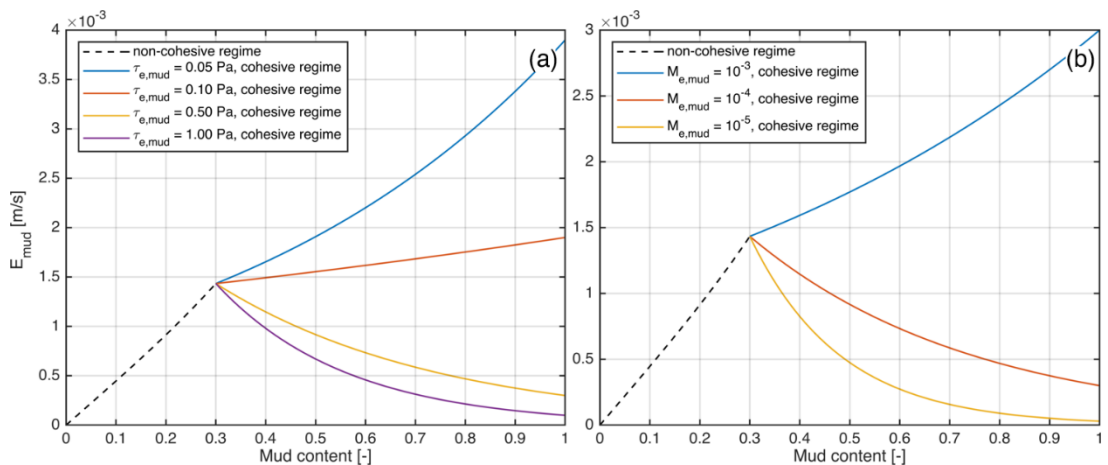 ×10⁻³
4
3.5
3
2.5
2
1.5
1
0.5
0
E_mud [m/s]
(a)
non-cohesive regime
τ_e,mud = 0.05 Pa, cohesive regime
τ_e,mud = 0.10 Pa, cohesive regime
τ_e,mud = 0.50 Pa, cohesive regime
τ_e,mud = 1.00 Pa, cohesive regime
0 0.1 0.2 0.3 0.4 0.5 0.6 0.7 0.8 0.9 1
Mud content [-]
×10⁻³
3
2.5
2
1.5
1
0.5
0
(b)
non-cohesive regime
M_e,mud = 10⁻³, cohesive regime
M_e,mud = 10⁻⁴, cohesive regime
M_e,mud = 10⁻⁵, cohesive regime
0 0.1 0.2 0.3 0.4 0.5 0.6 0.7 0.8 0.9 1
Mud content [-]